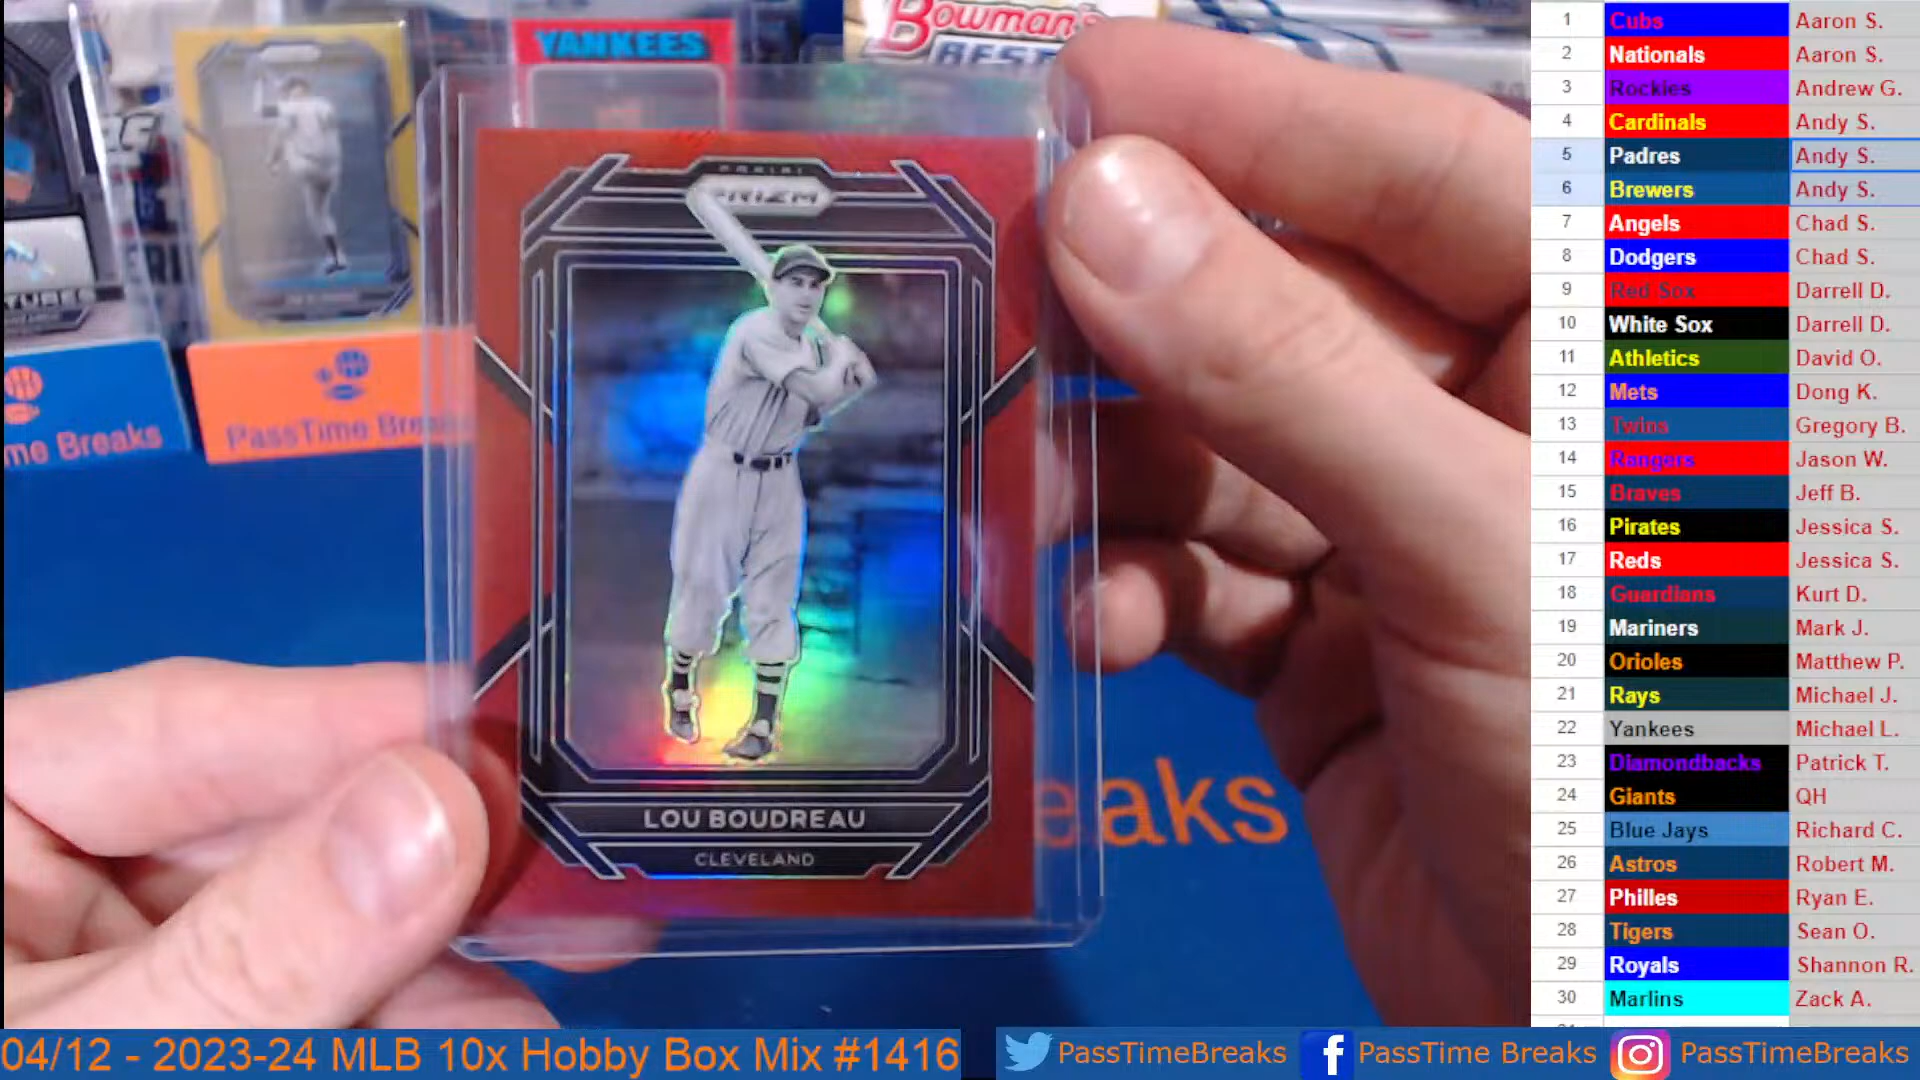 YANKEES
Bowman's
BEST
PANINI
PRIZM
LOU BOUDREAU
CLEVELAND
me Breaks
PassTime Brea
eaks
1 Cubs Aaron S.
2 Nationals Aaron S.
3 Rockies Andrew G.
4 Cardinals Andy S.
5 Padres Andy S.
6 Brewers Andy S.
7 Angels Chad S.
8 Dodgers Chad S.
9 Red Sox Darrell D.
10 White Sox Darrell D.
11 Athletics David O.
12 Mets Dong K.
13 Twins Gregory B.
14 Rangers Jason W.
15 Braves Jeff B.
16 Pirates Jessica S.
17 Reds Jessica S.
18 Guardians Kurt D.
19 Mariners Mark J.
20 Orioles Matthew P.
21 Rays Michael J.
22 Yankees Michael L.
23 Diamondbacks Patrick T.
24 Giants QH
25 Blue Jays Richard C.
26 Astros Robert M.
27 Philles Ryan E.
28 Tigers Sean O.
29 Royals Shannon R.
30 Marlins Zack A.
04/12 - 2023-24 MLB 10x Hobby Box Mix #1416
PassTimeBreaks
PassTime Breaks
PassTimeBreaks